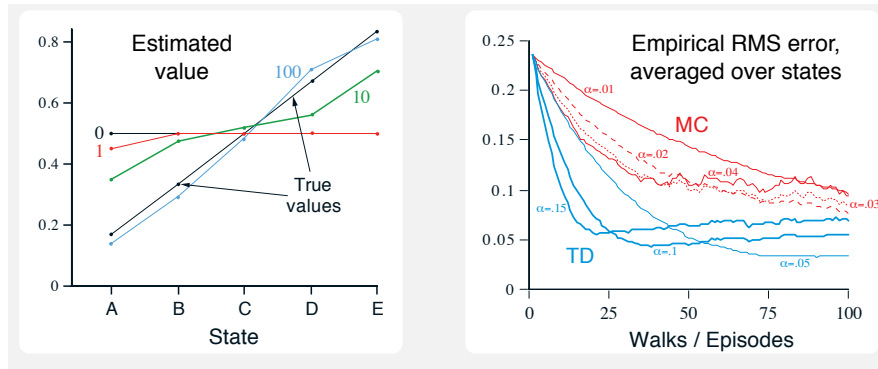 Estimated
value
0.8
0.6
0.4
0.2
0
0
1
100
10
True
values
A B C D E
State
Empirical RMS error,
averaged over states
0.25
0.2
0.15
0.1
0.05
0
α=.01
MC
α=.02
α=.04
α=.03
α=.15
TD
α=.1
α=.05
0 25 50 75 100
Walks / Episodes